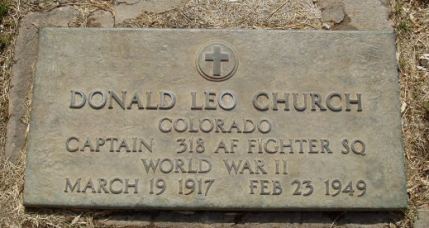 DONALD LEO CHURCH
COLORADO
CAPTAIN 318 AF FIGHTER SQ
WORLD WAR II
MARCH 19 1917 FEB 23 1949